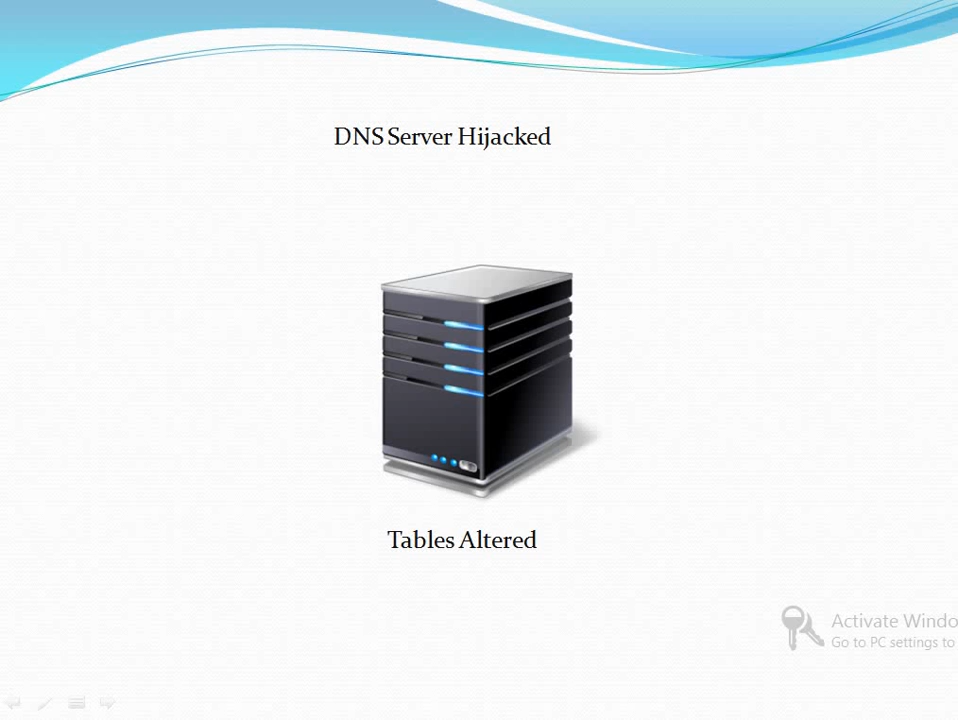 DNS Server Hijacked
Tables Altered
Activate Windo
Go to PC settings to